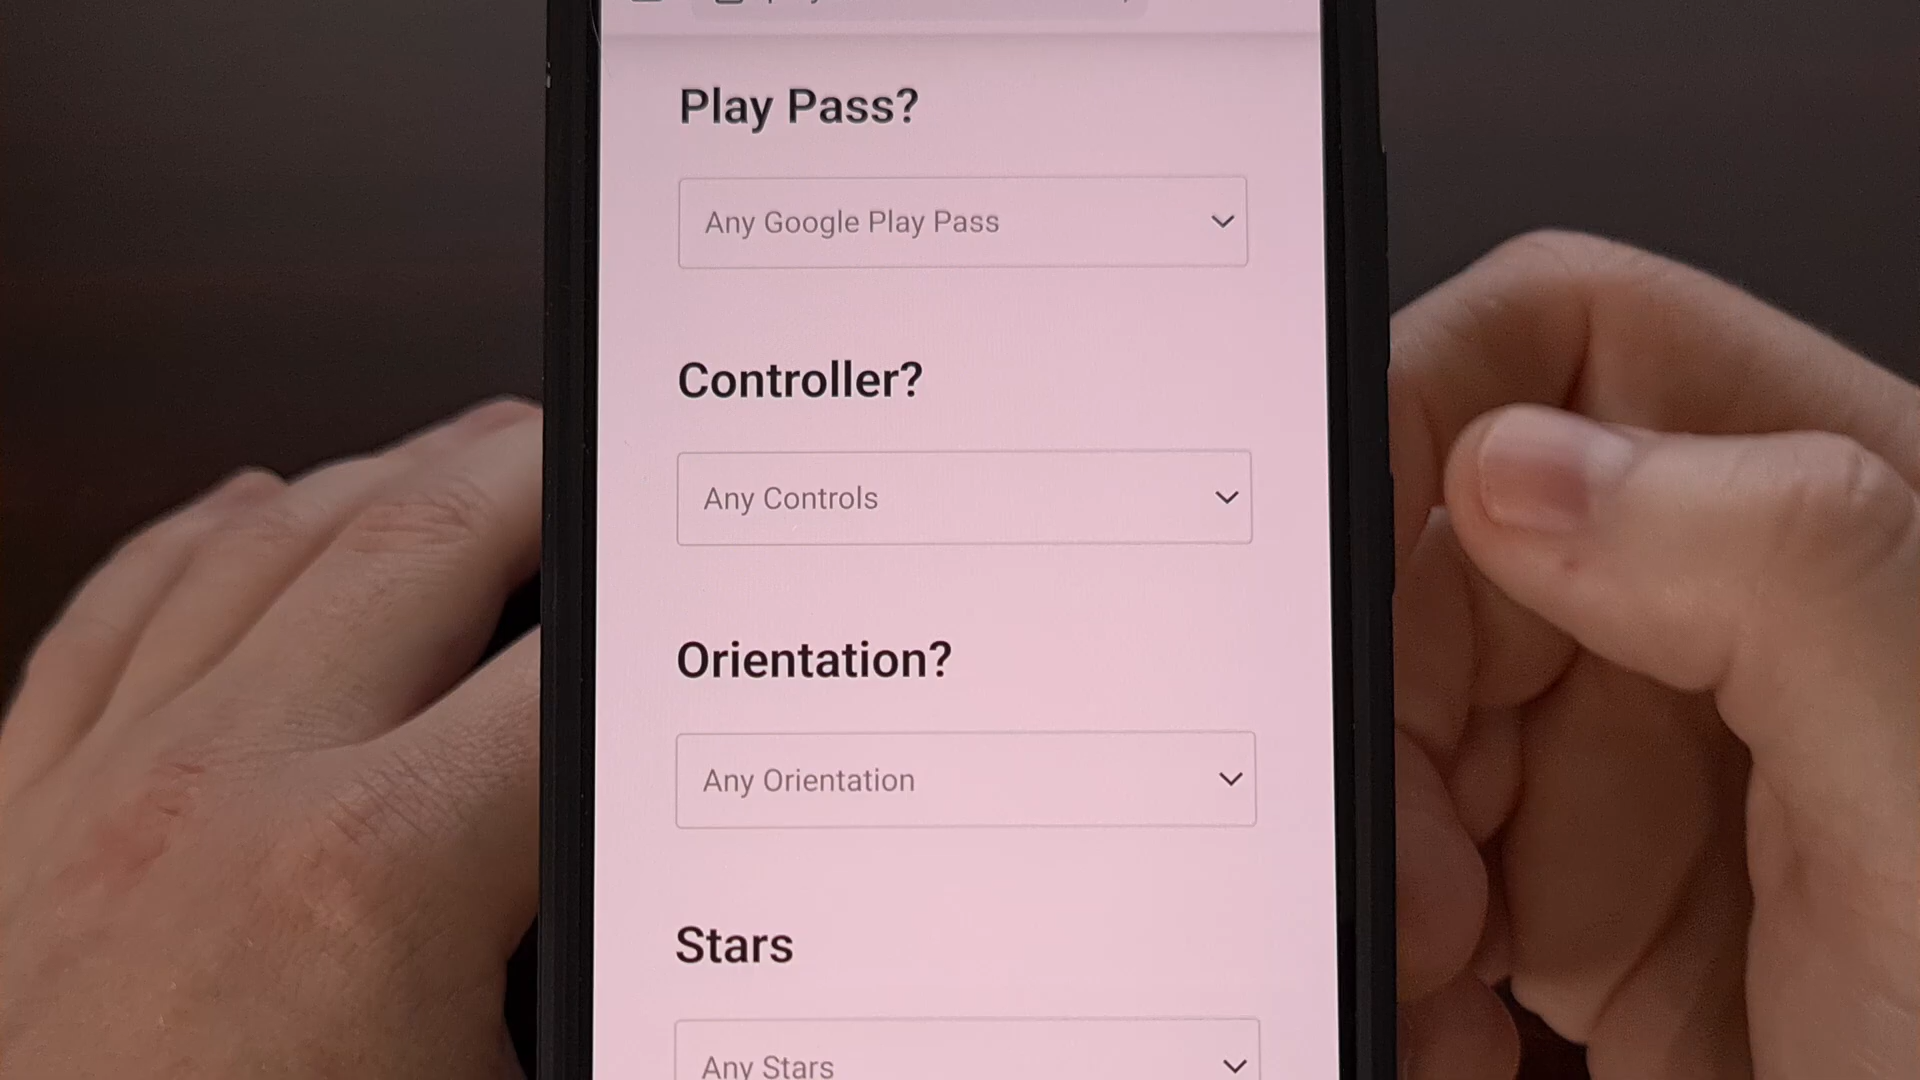 Play Pass?
Any Google Play Pass
Controller?
Any Controls
Orientation?
Any Orientation
Stars
Any Stars